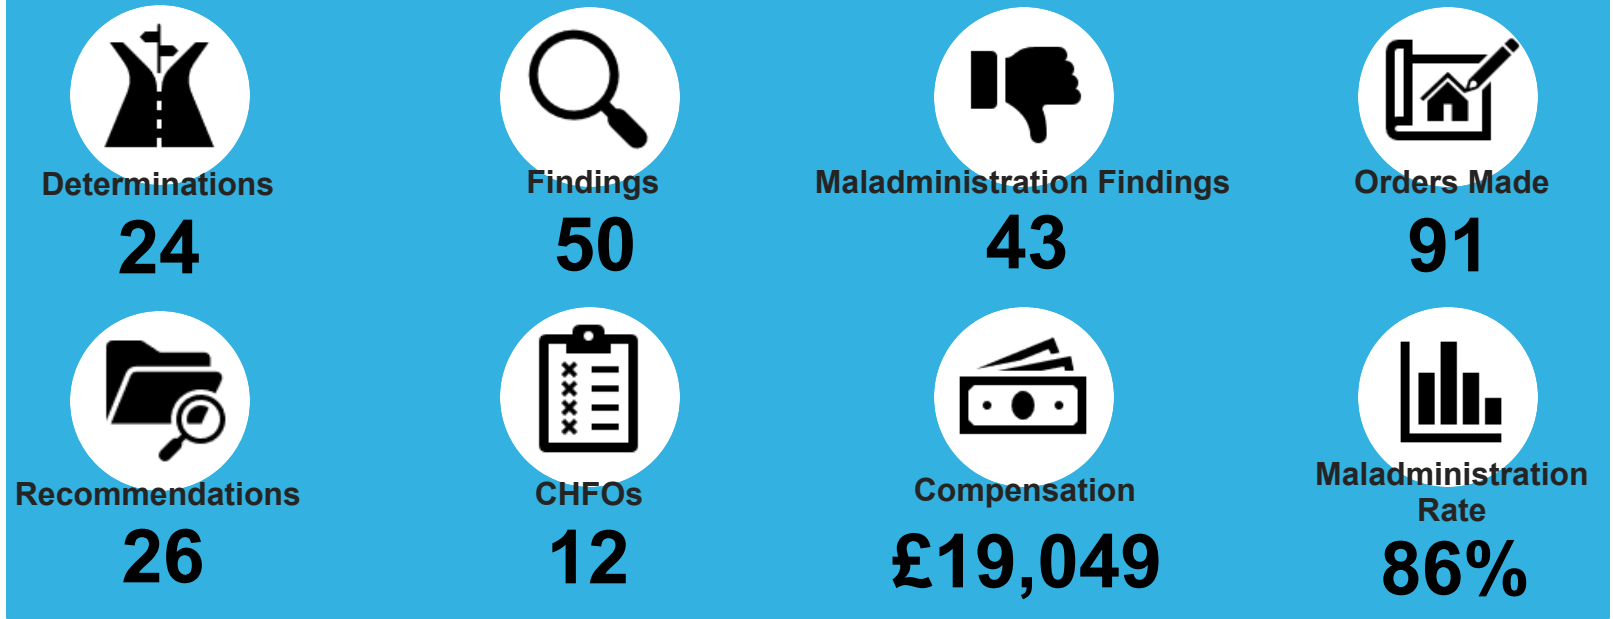 Determinations
24
Findings
50
Maladministration Findings
43
Orders Made
91
Recommendations
26
CHFOs
12
Compensation
£19,049
Maladministration
Rate
86%